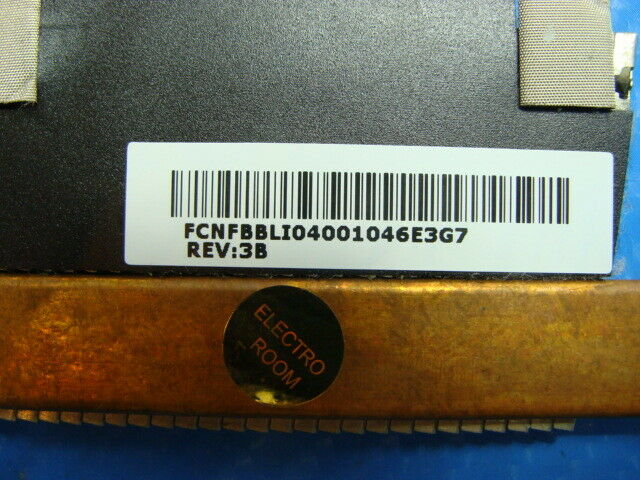 FCNFBBLI04001046E3G7
REV:3B
ELECTRO
ROOM